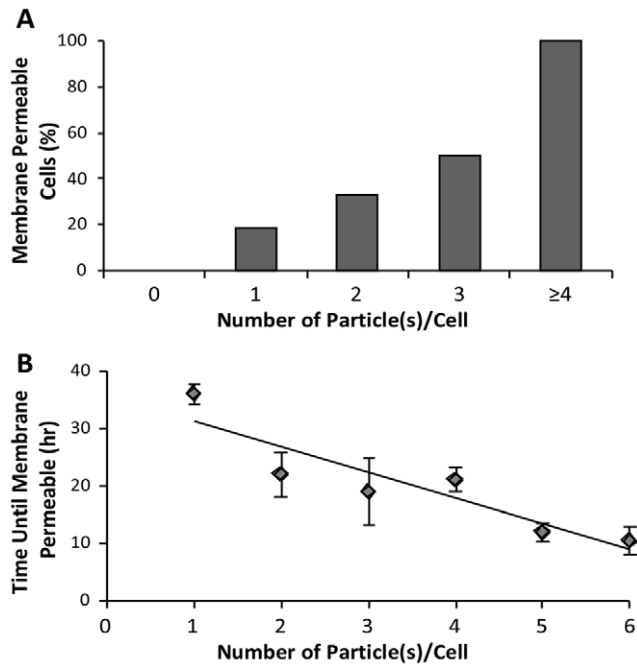 A
Membrane Permeable
Cells (%)
100
80
60
40
20
0
0 1 2 3 ≥4
Number of Particle(s)/Cell
B
Time Until Membrane
Permeable (hr)
40
30
20
10
0
0 1 2 3 4 5 6
Number of Particle(s)/Cell